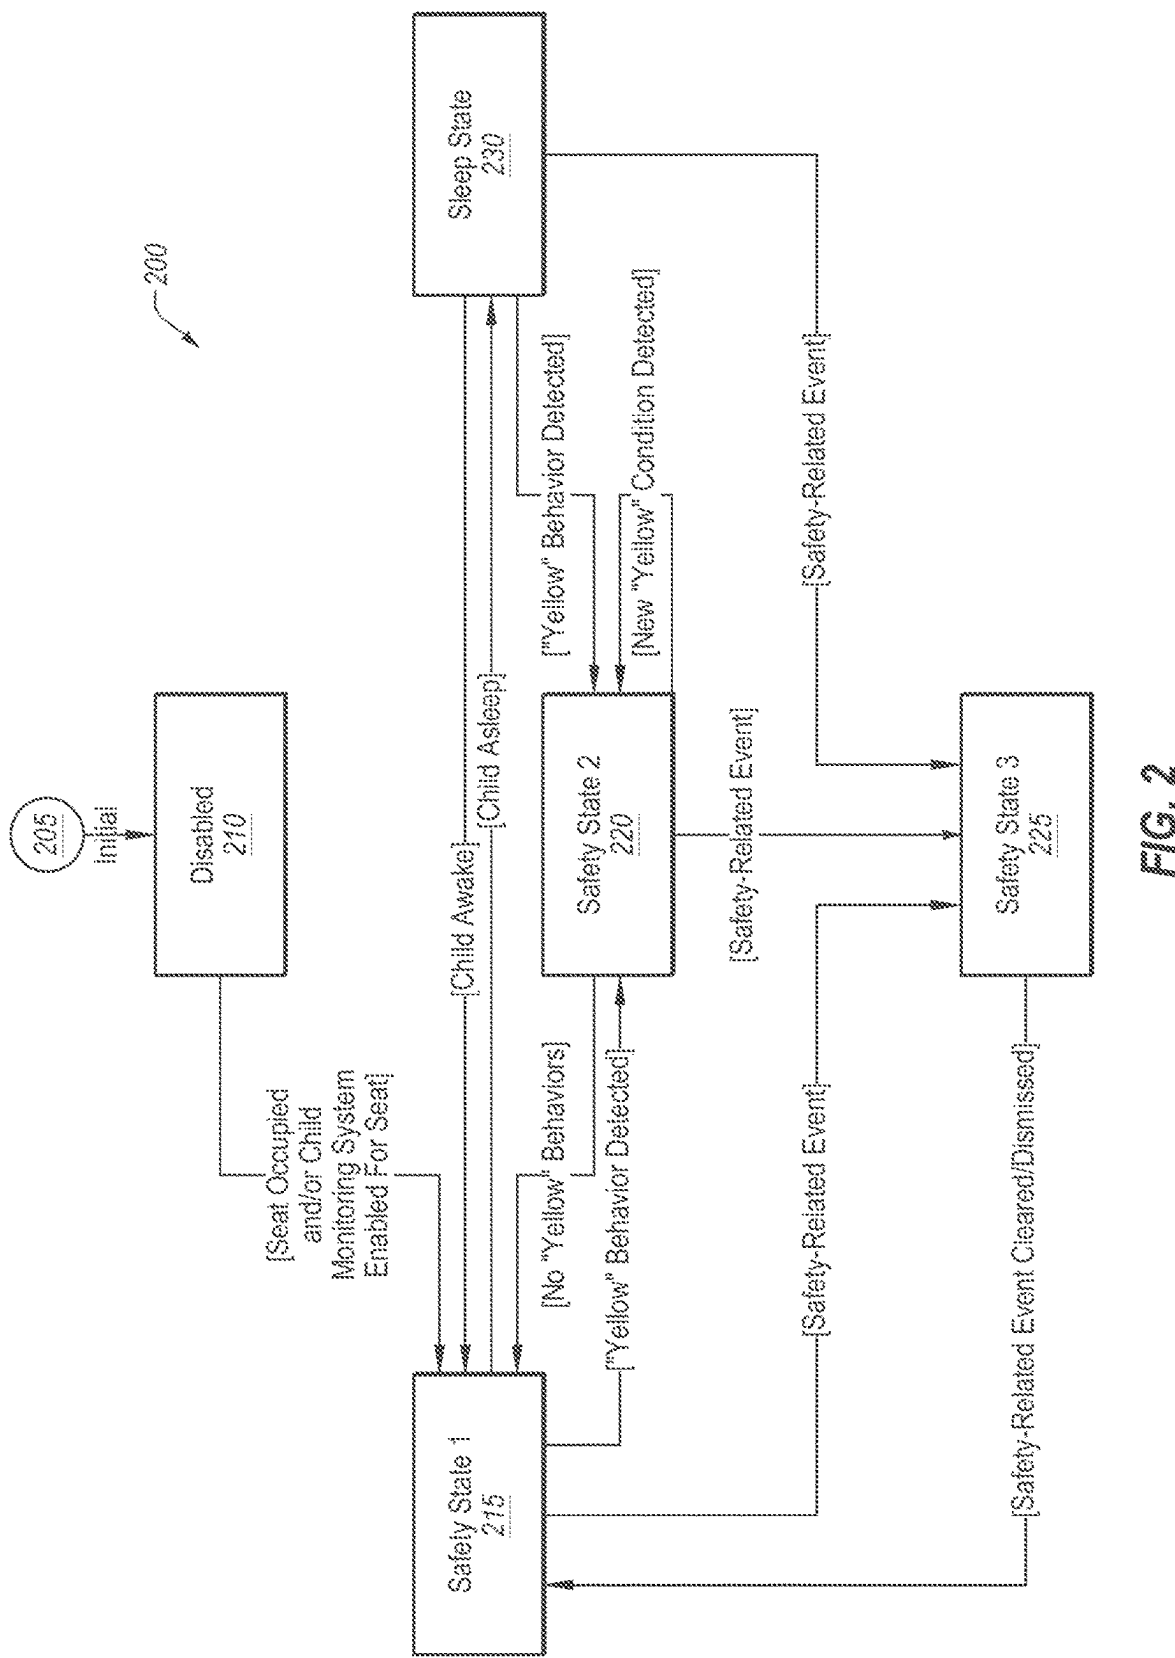 200
205
Initial
Disabled
210
[Seat Occupied
and/or Child
Monitoring System
Enabled For Seat]
[Child Awake]
[Child Asleep]
Safety State 1
215
Sleep State
230
[No "Yellow" Behaviors]
["Yellow" Behavior Detected]
Safety State 2
220
["Yellow" Behavior Detected]
[New "Yellow" Condition Detected]
[Safety-Related Event]
[Safety-Related Event]
[Safety-Related Event]
Safety State 3
225
[Safety-Related Event Cleared/Dismissed]
FIG. 2